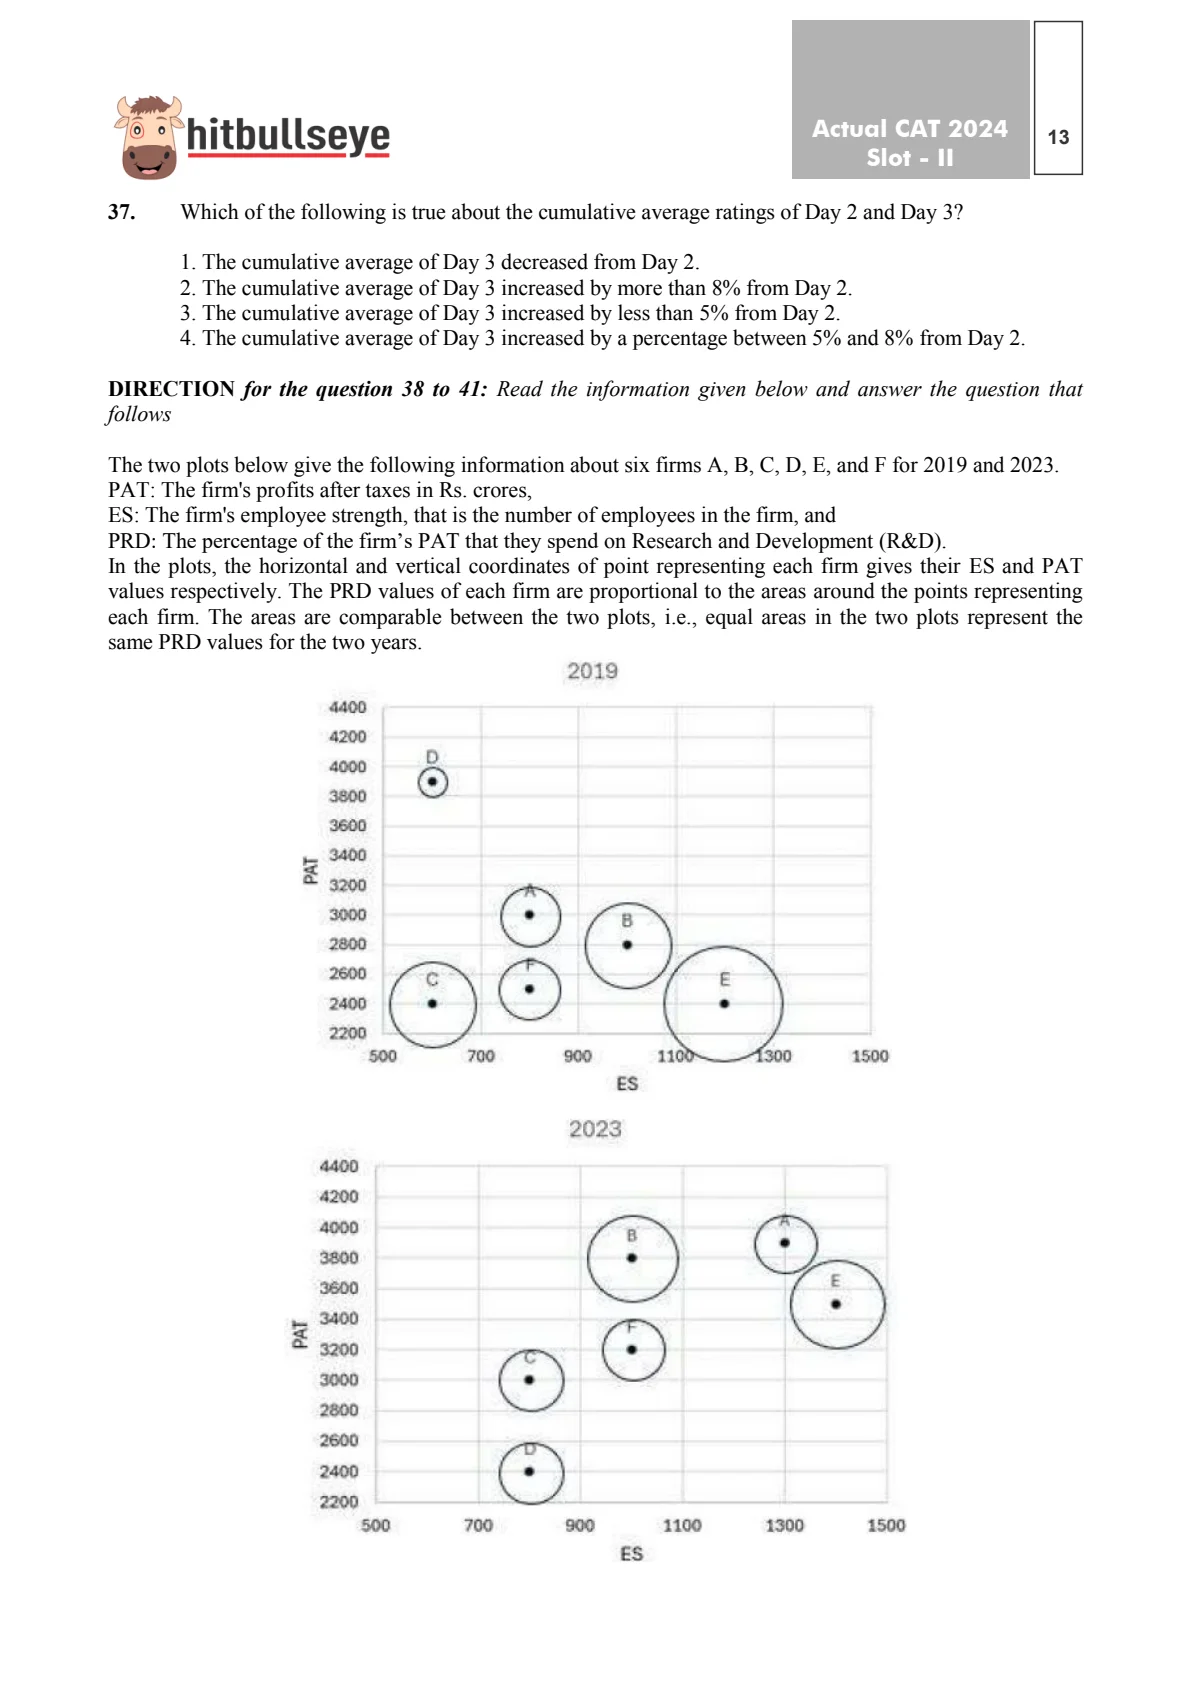 hitbullseye
Actual CAT 2024
Slot - II
13
37. Which of the following is true about the cumulative average ratings of Day 2 and Day 3?
1. The cumulative average of Day 3 decreased from Day 2.
2. The cumulative average of Day 3 increased by more than 8% from Day 2.
3. The cumulative average of Day 3 increased by less than 5% from Day 2.
4. The cumulative average of Day 3 increased by a percentage between 5% and 8% from Day 2.
DIRECTION for the question 38 to 41: Read the information given below and answer the question that
follows
The two plots below give the following information about six firms A, B, C, D, E, and F for 2019 and 2023.
PAT: The firm's profits after taxes in Rs. crores,
ES: The firm's employee strength, that is the number of employees in the firm, and
PRD: The percentage of the firm’s PAT that they spend on Research and Development (R&D).
In the plots, the horizontal and vertical coordinates of point representing each firm gives their ES and PAT
values respectively. The PRD values of each firm are proportional to the areas around the points representing
each firm. The areas are comparable between the two plots, i.e., equal areas in the two plots represent the
same PRD values for the two years.
2019
4400
4200
D
4000
3800
3600
3400
PAT
3200
A
3000
B
2800
2600
F
C
E
2400
2200
500 700 900 1100 1300 1500
ES
2023
4400
4200
A
4000
B
3800
3600
E
3400
PAT
F
3200
C
3000
2800
2600
D
2400
2200
500 700 900 1100 1300 1500
ES